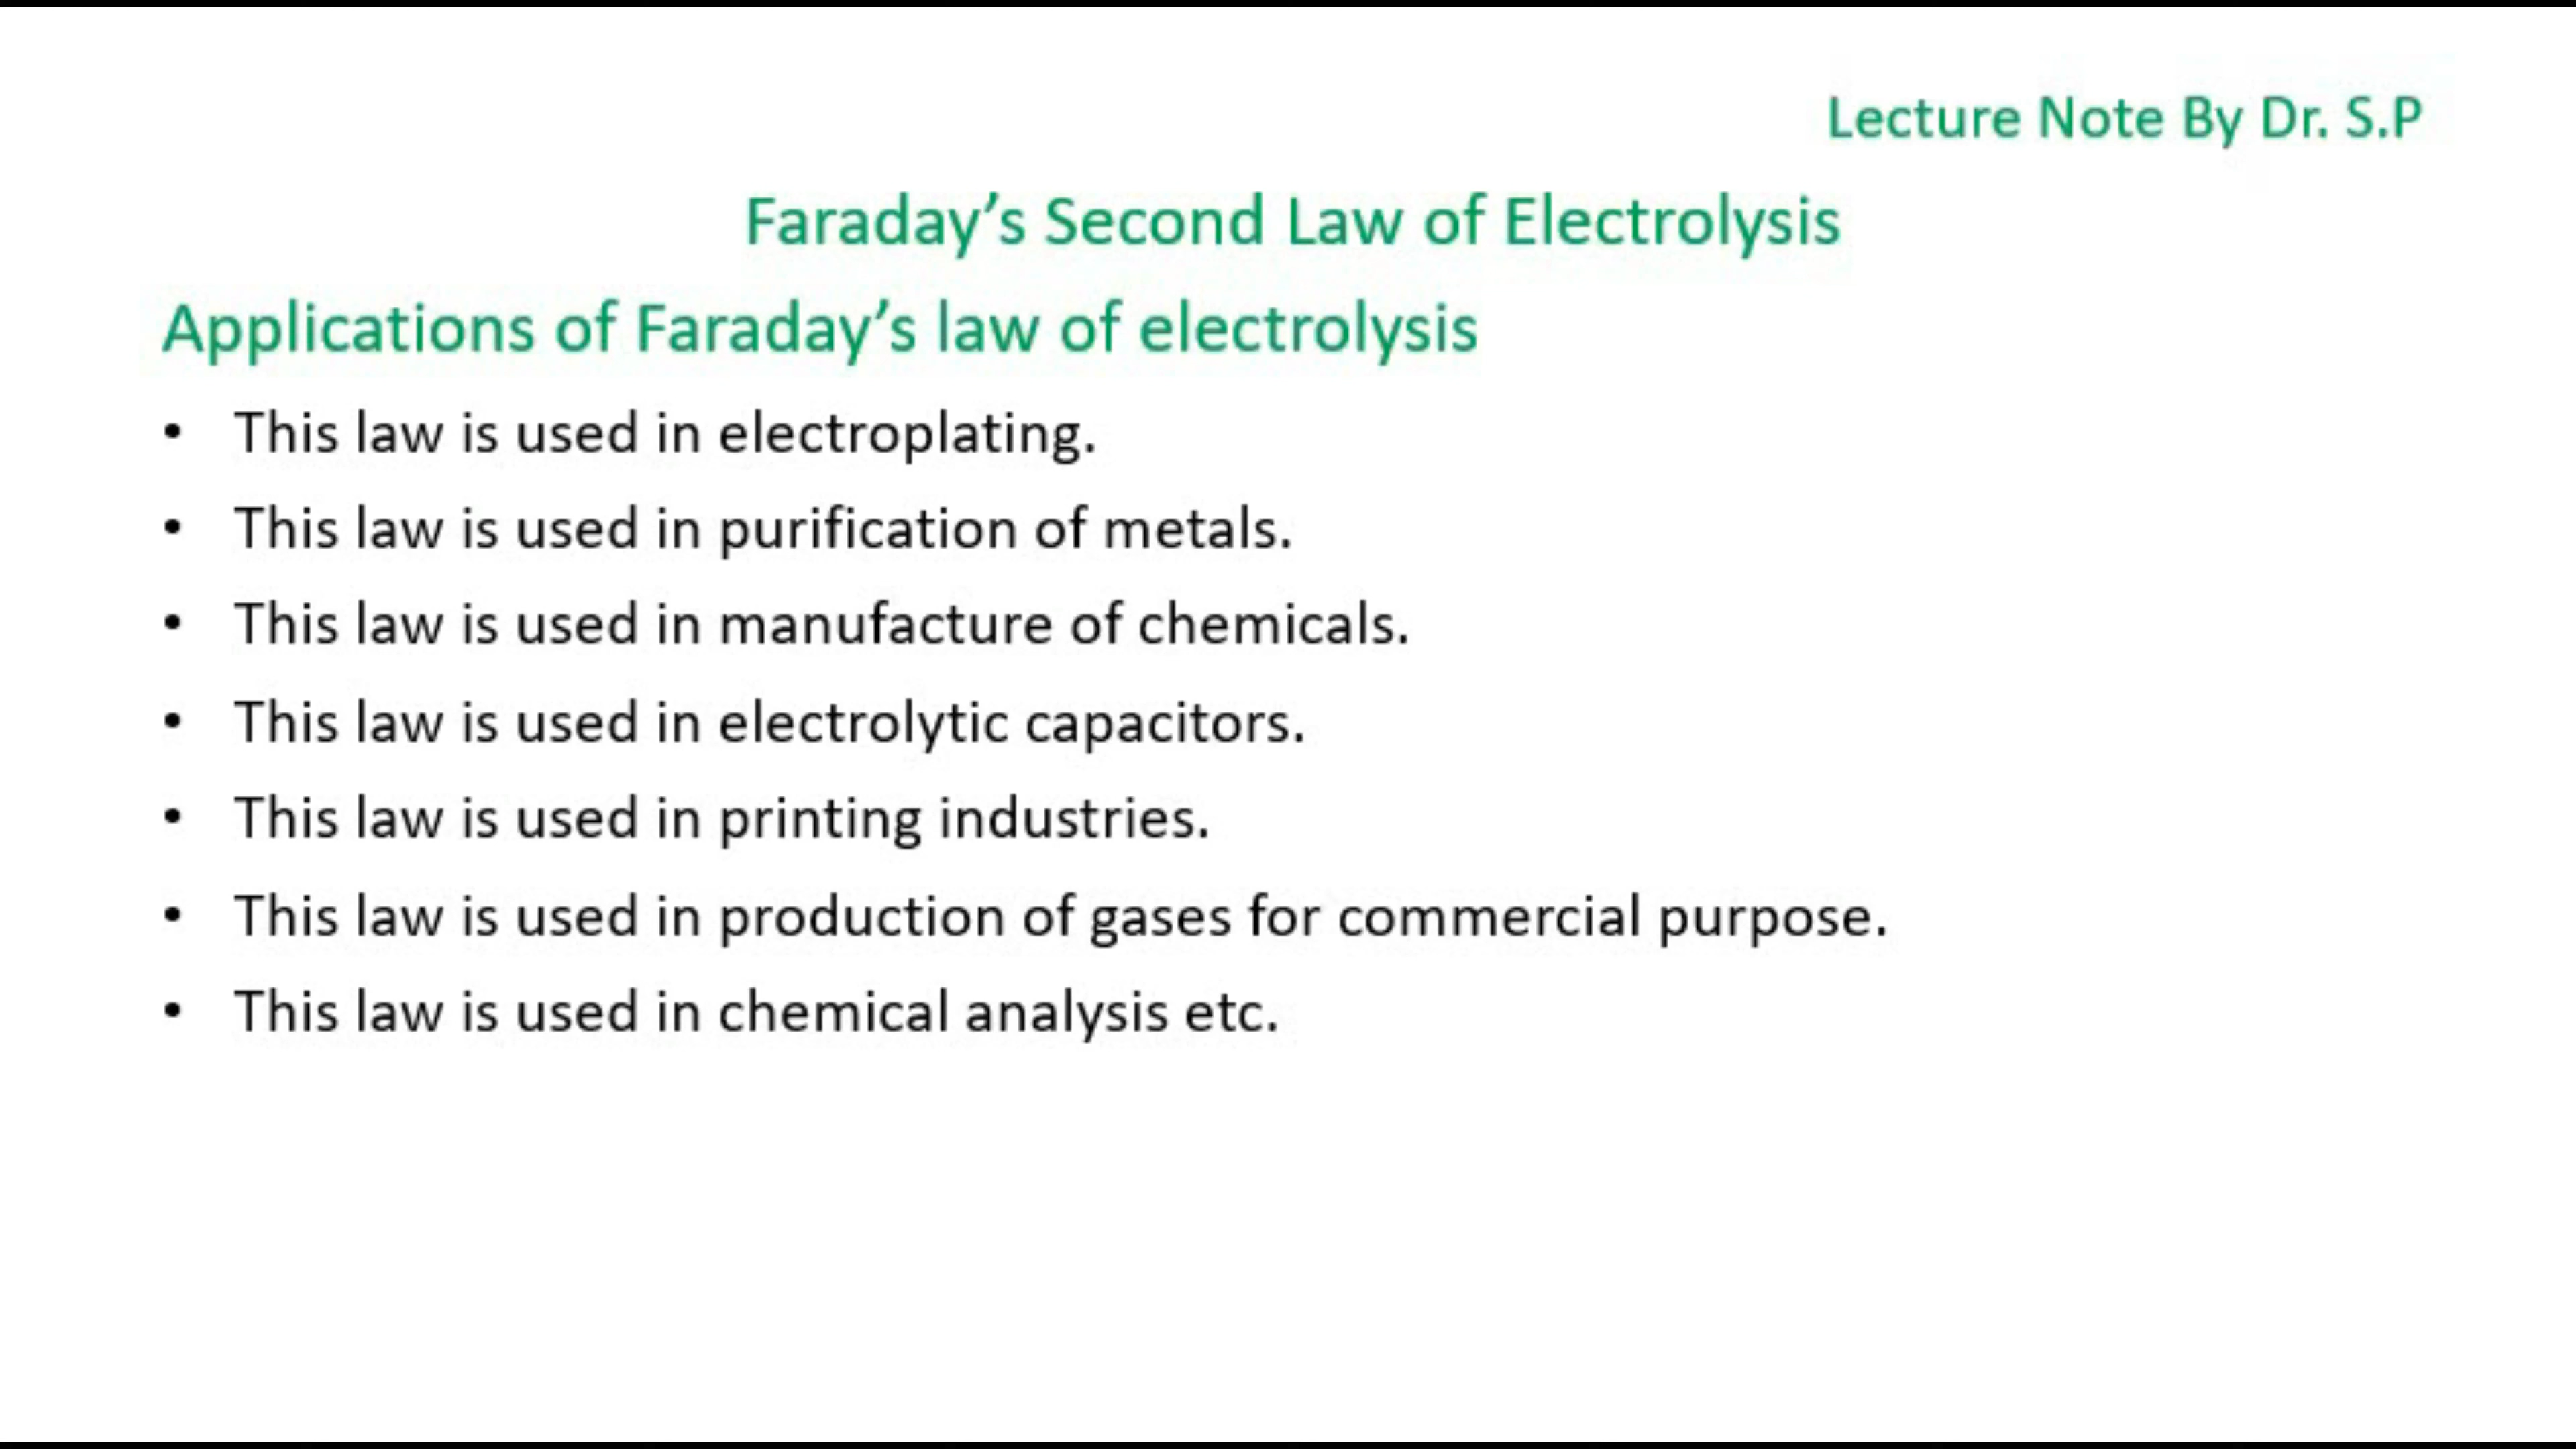 Lecture Note By Dr. S.P
Faraday’s Second Law of Electrolysis
Applications of Faraday’s law of electrolysis
• This law is used in electroplating.
• This law is used in purification of metals.
• This law is used in manufacture of chemicals.
• This law is used in electrolytic capacitors.
• This law is used in printing industries.
• This law is used in production of gases for commercial purpose.
• This law is used in chemical analysis etc.